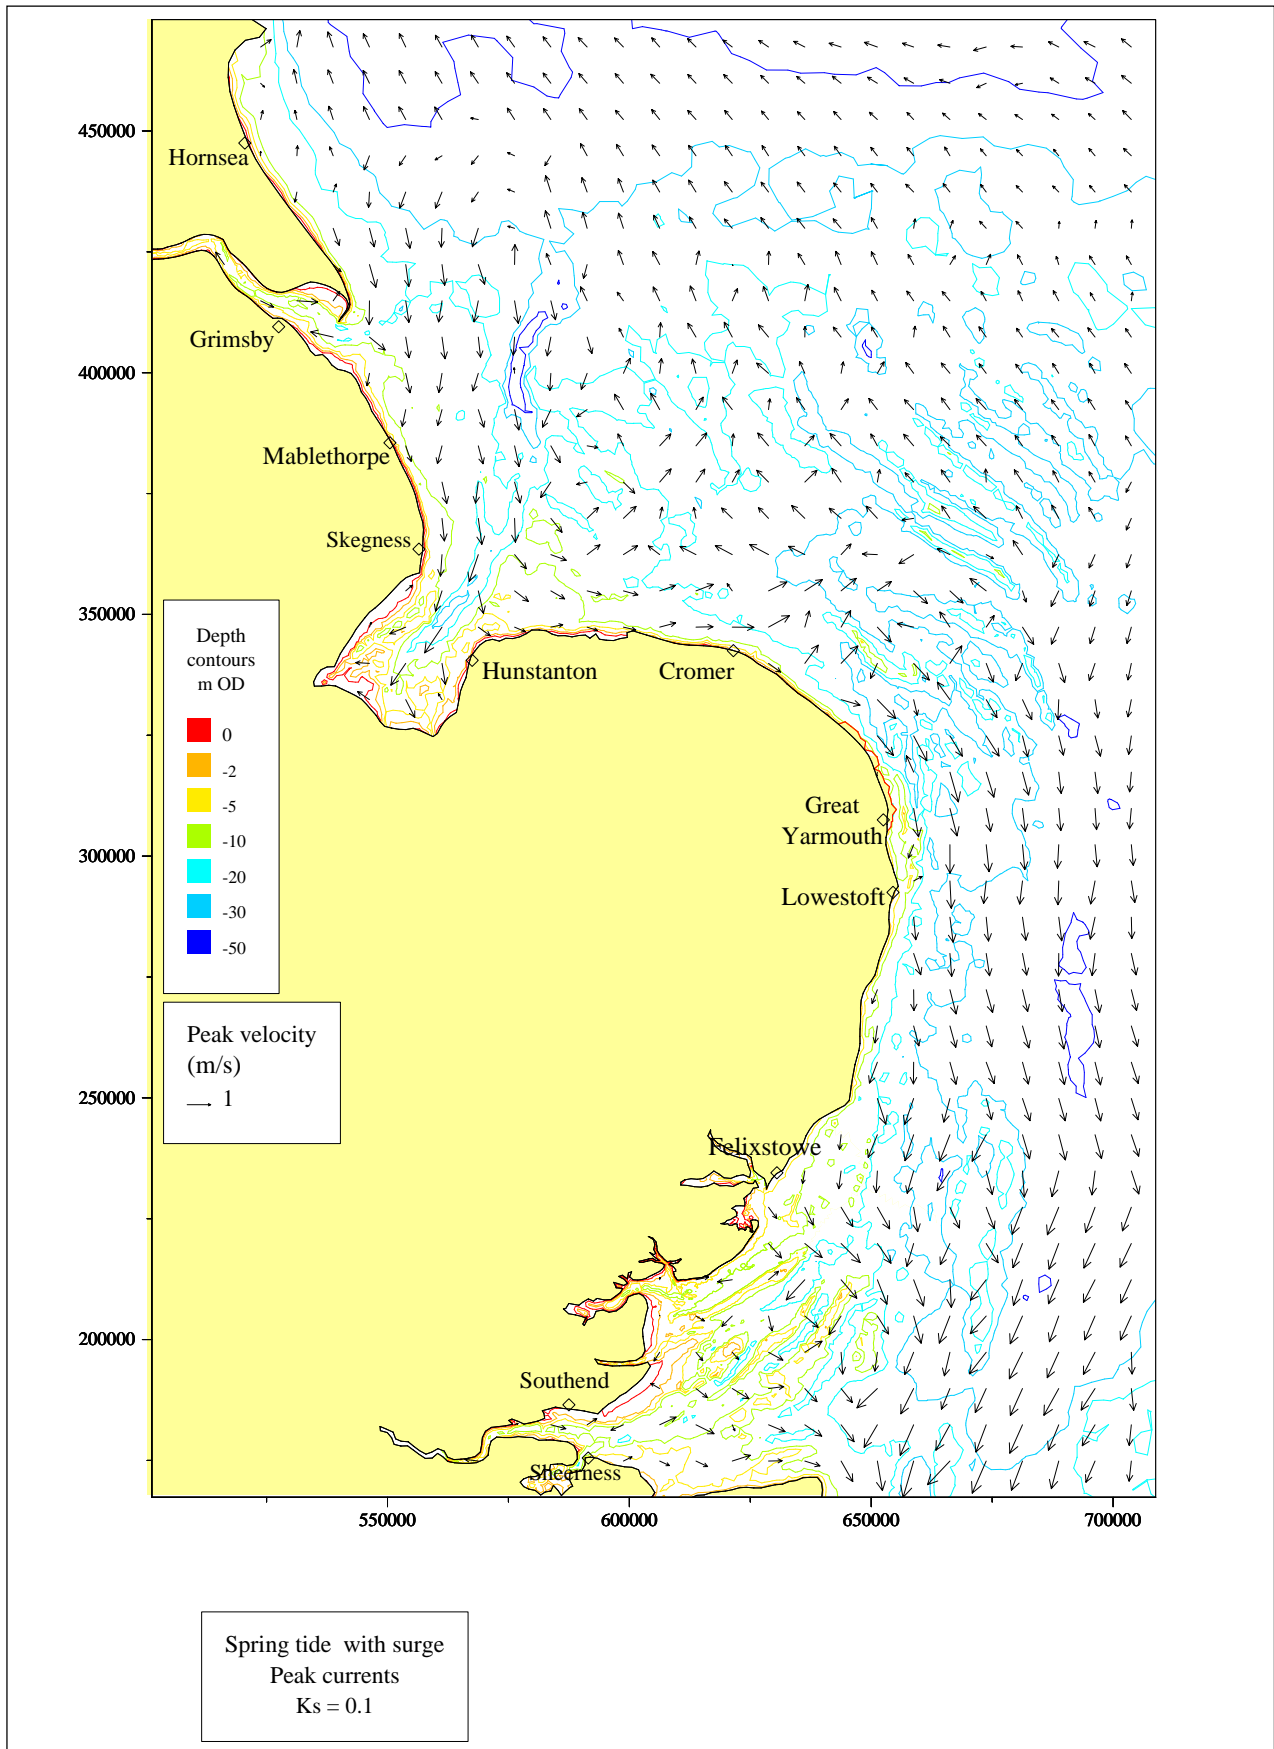 450000
Hornsea
Grimsby
400000
Mablethorpe
Skegness
350000
Depth
contours
m OD
0
-2
-5
-10
-20
-30
-50
Hunstanton
Cromer
Great
Yarmouth
300000
Lowestoft
Peak velocity
(m/s)
1
250000
Felixstowe
200000
Southend
Sheerness
550000
600000
650000
700000
Spring tide with surge
Peak currents
Ks = 0.1